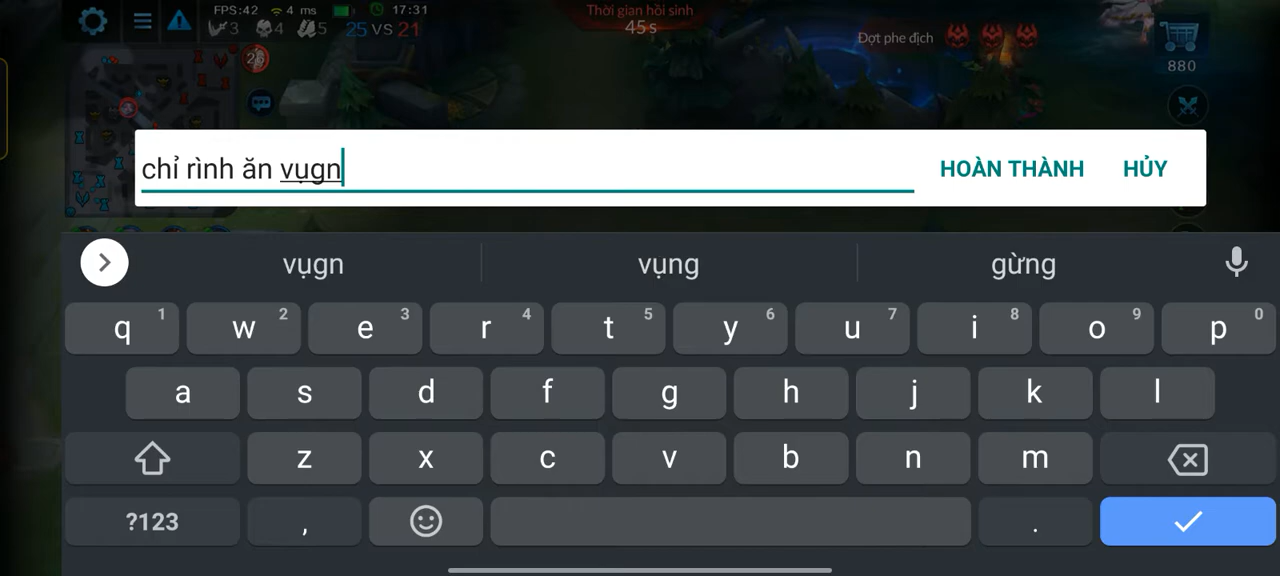 FPS:42 4 ms 17:31
3 4 5 25 VS 21
Thời gian hồi sinh
45s
Đợt phe địch
880
26
chỉ rình ăn vụgn
HOÀN THÀNH HỦY
vụgn vụng gừng
q 1 w 2 e 3 r 4 t 5 y 6 u 7 i 8 o 9 p 0
a s d f g h j k l
z x c v b n m
?123 , .